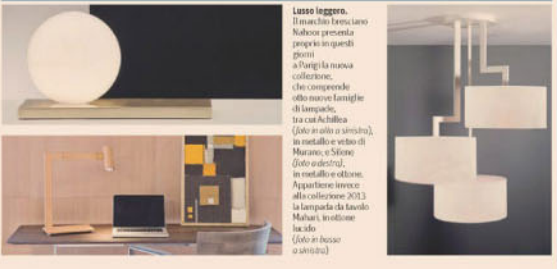 Lusso leggero.
Il marchio bresciano
Nahoor presenta
proprio in questi
giorni
a Parigi la nuova
collezione,
che comprende
otto nuove famiglie
di lampade,
tra cui Achillea
(foto in alto a sinistra),
in metallo e vetro di
Murano; e Silene
(foto a destra);
in metallo e ottone.
Appartiene invece
alla collezione 2013
la lampada da tavolo
Mahari, in ottone
lucido
(foto in basso
a sinistra)